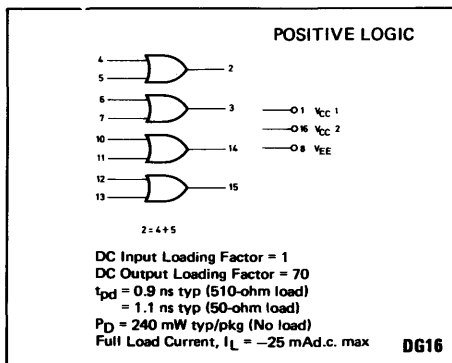 POSITIVE LOGIC
4
5
2
6
7
3
1 VCC 1
16 VCC 2
8 VEE
10
11
14
12
13
15
2 = 4 + 5
DC Input Loading Factor = 1
DC Output Loading Factor = 70
tpd = 0.9 ns typ (510-ohm load)
= 1.1 ns typ (50-ohm load)
PD = 240 mW typ/pkg (No load)
Full Load Current, IL = −25 mAd.c. max
DG16